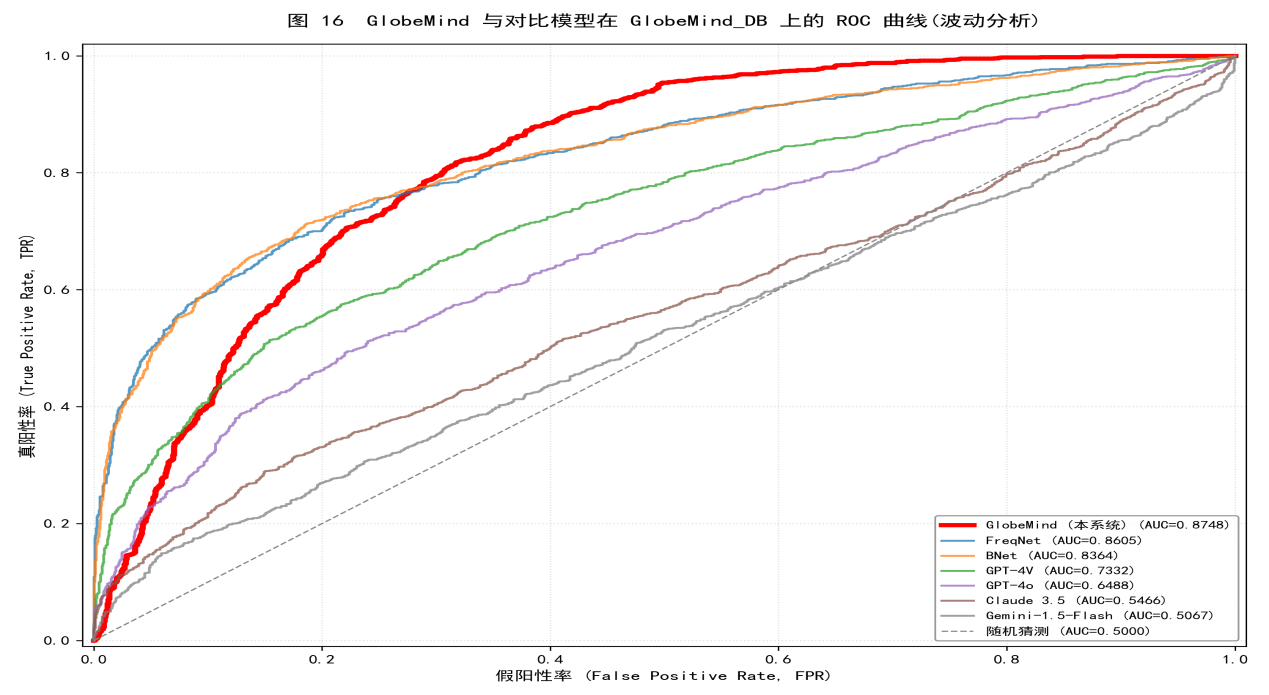 图 16 GlobeMind 与对比模型在 GlobeMind_DB 上的 ROC 曲线(波动分析)
真阳性率 (True Positive Rate, TPR)
1.0
0.8
0.6
0.4
0.2
0.0
0.0 0.2 0.4 0.6 0.8 1.0
假阳性率 (False Positive Rate, FPR)
GlobeMind (本系统) (AUC=0.8748)
FreqNet (AUC=0.8605)
BNet (AUC=0.8364)
GPT-4V (AUC=0.7332)
GPT-4o (AUC=0.6488)
Claude 3.5 (AUC=0.5466)
Gemini-1.5-Flash (AUC=0.5067)
随机猜测 (AUC=0.5000)